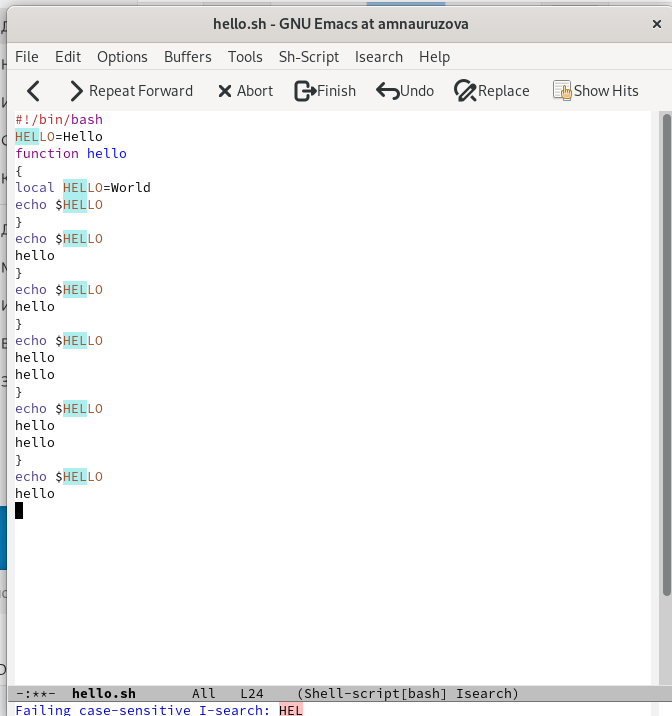 hello.sh - GNU Emacs at amnauruzova
File Edit Options Buffers Tools Sh-Script Isearch Help
Repeat Forward Abort Finish Undo Replace Show Hits
#!/bin/bash
HELLO=Hello
function hello
{
local HELLO=World
echo $HELLO
}
echo $HELLO
hello
}
echo $HELLO
hello
}
echo $HELLO
hello
hello
}
echo $HELLO
hello
hello
}
echo $HELLO
hello
-:**- hello.sh All L24 (Shell-script[bash] Isearch)
Failing case-sensitive I-search: HEL